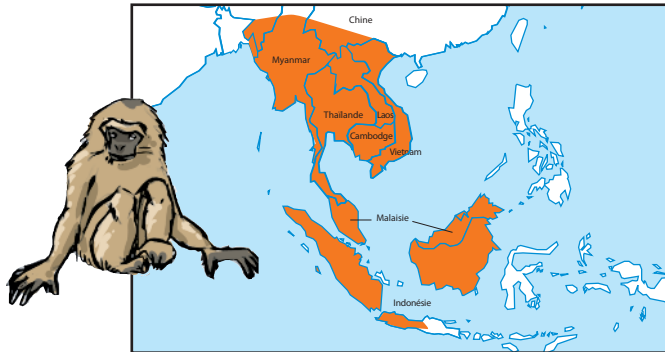 Chine
Myanmar
Thaïlande
Laos
Cambodge
Vietnam
Malaisie
Indonésie